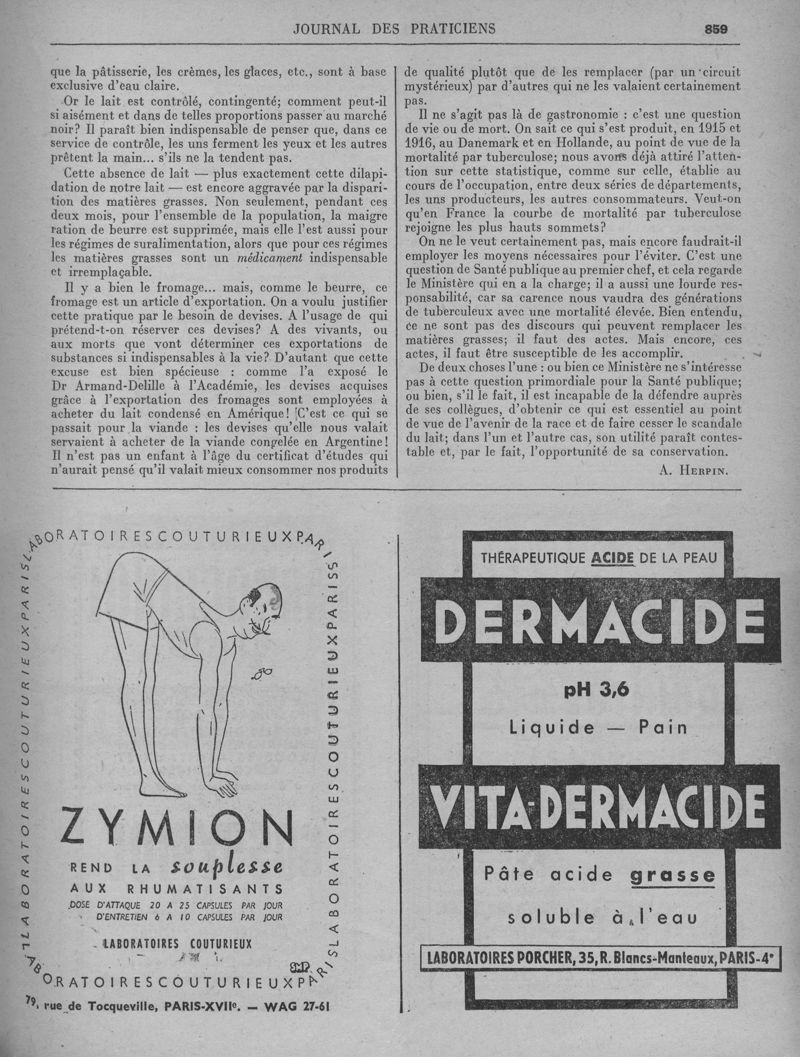 JOURNAL DES PRATICIENS
859
que la pâtisserie, les crèmes, les glaces, etc., sont à base
exclusive d'eau claire.
Or le lait est contrôlé, contingenté; comment peut-il
si aisément et dans de telles proportions passer au marché
noir? Il paraît bien indispensable de penser que, dans ce
service de contrôle, les uns ferment les yeux et les autres
prêtent la main... s'ils ne la tendent pas.
Cette absence de lait — plus exactement cette dilapi-
dation de notre lait — est encore aggravée par la dispari-
tion des matières grasses. Non seulement, pendant ces
deux mois, pour l'ensemble de la population, la maigre
ration de beurre est supprimée, mais elle l'est aussi pour
les régimes de suralimentation, alors que pour ces régimes
les matières grasses sont un médicament indispensable
et irremplaçable.
Il y a bien le fromage... mais, comme le beurre, ce
fromage est un article d'exportation. On a voulu justifier
cette pratique par le besoin de devises. A l'usage de qui
prétend-t-on réserver ces devises? A des vivants, ou
aux morts que vont déterminer ces exportations de
substances si indispensables à la vie? D'autant que cette
excuse est bien spécieuse : comme l'a exposé le
Dr Armand-Delille à l'Académie, les devises acquises
grâce à l'exportation des fromages sont employées à
acheter du lait condensé en Amérique! C'est ce qui se
passait pour la viande : les devises qu'elle nous valait
servaient à acheter de la viande congelée en Argentine!
Il n'est pas un enfant à l'âge du certificat d'études qui
n'aurait pensé qu'il valait mieux consommer nos produits
de qualité plutôt que de les remplacer (par un circuit
mystérieux) par d'autres qui ne les valaient certainement
pas.
Il ne s'agit pas là de gastronomie : c'est une question
de vie ou de mort. On sait ce qui s'est produit, en 1915 et
1916, au Danemark et en Hollande, au point de vue de la
mortalité par tuberculose; nous avons déjà attiré l'atten-
tion sur cette statistique, comme sur celle, établie au
cours de l'occupation, entre deux séries de départements,
les uns producteurs, les autres consommateurs. Veut-on
qu'en France la courbe de mortalité par tuberculose
rejoigne les plus hauts sommets?
On ne le veut certainement pas, mais encore faudrait-il
employer les moyens nécessaires pour l'éviter. C'est une
question de Santé publique au premier chef, et cela regarde
le Ministère qui en a la charge; il a aussi une lourde res-
ponsabilité, car sa carence nous vaudra des générations
de tuberculeux avec une mortalité élevée. Bien entendu,
ce ne sont pas des discours qui peuvent remplacer les
matières grasses; il faut des actes. Mais encore, ces
actes, il faut être susceptible de les accomplir.
De deux choses l'une : ou bien ce Ministère ne s'intéresse
pas à cette question primordiale pour la Santé publique;
ou bien, s'il le fait, il est incapable de la défendre auprès
de ses collègues, d'obtenir ce qui est essentiel au point
de vue de l'avenir de la race et de faire cesser le scandale
du lait; dans l'un et l'autre cas, son utilité paraît contes-
table et, par le fait, l'opportunité de sa conservation.
A. HERPIN.
LABORATOIRES COUTURIEUX PARIS
LABORATOIRES COUTURIEUX PARIS
LABORATOIRES COUTURIEUX PARIS
ZYMION
REND LA souplesse
AUX RHUMATISANTS
DOSE D'ATTAQUE 20 A 25 CAPSULES PAR JOUR
D'ENTRETIEN 6 A 10 CAPSULES PAR JOUR
LABORATOIRES COUTURIEUX
LABORATOIRES COUTURIEUX PARIS
79, rue de Tocqueville, PARIS-XVIIe. — WAG 27-61
THÉRAPEUTIQUE ACIDE DE LA PEAU
DERMACIDE
pH 3,6
Liquide — Pain
VITA-DERMACIDE
Pâte acide grasse
soluble à l'eau
LABORATOIRES PORCHER, 35, R. Blancs-Manteaux, PARIS-4e